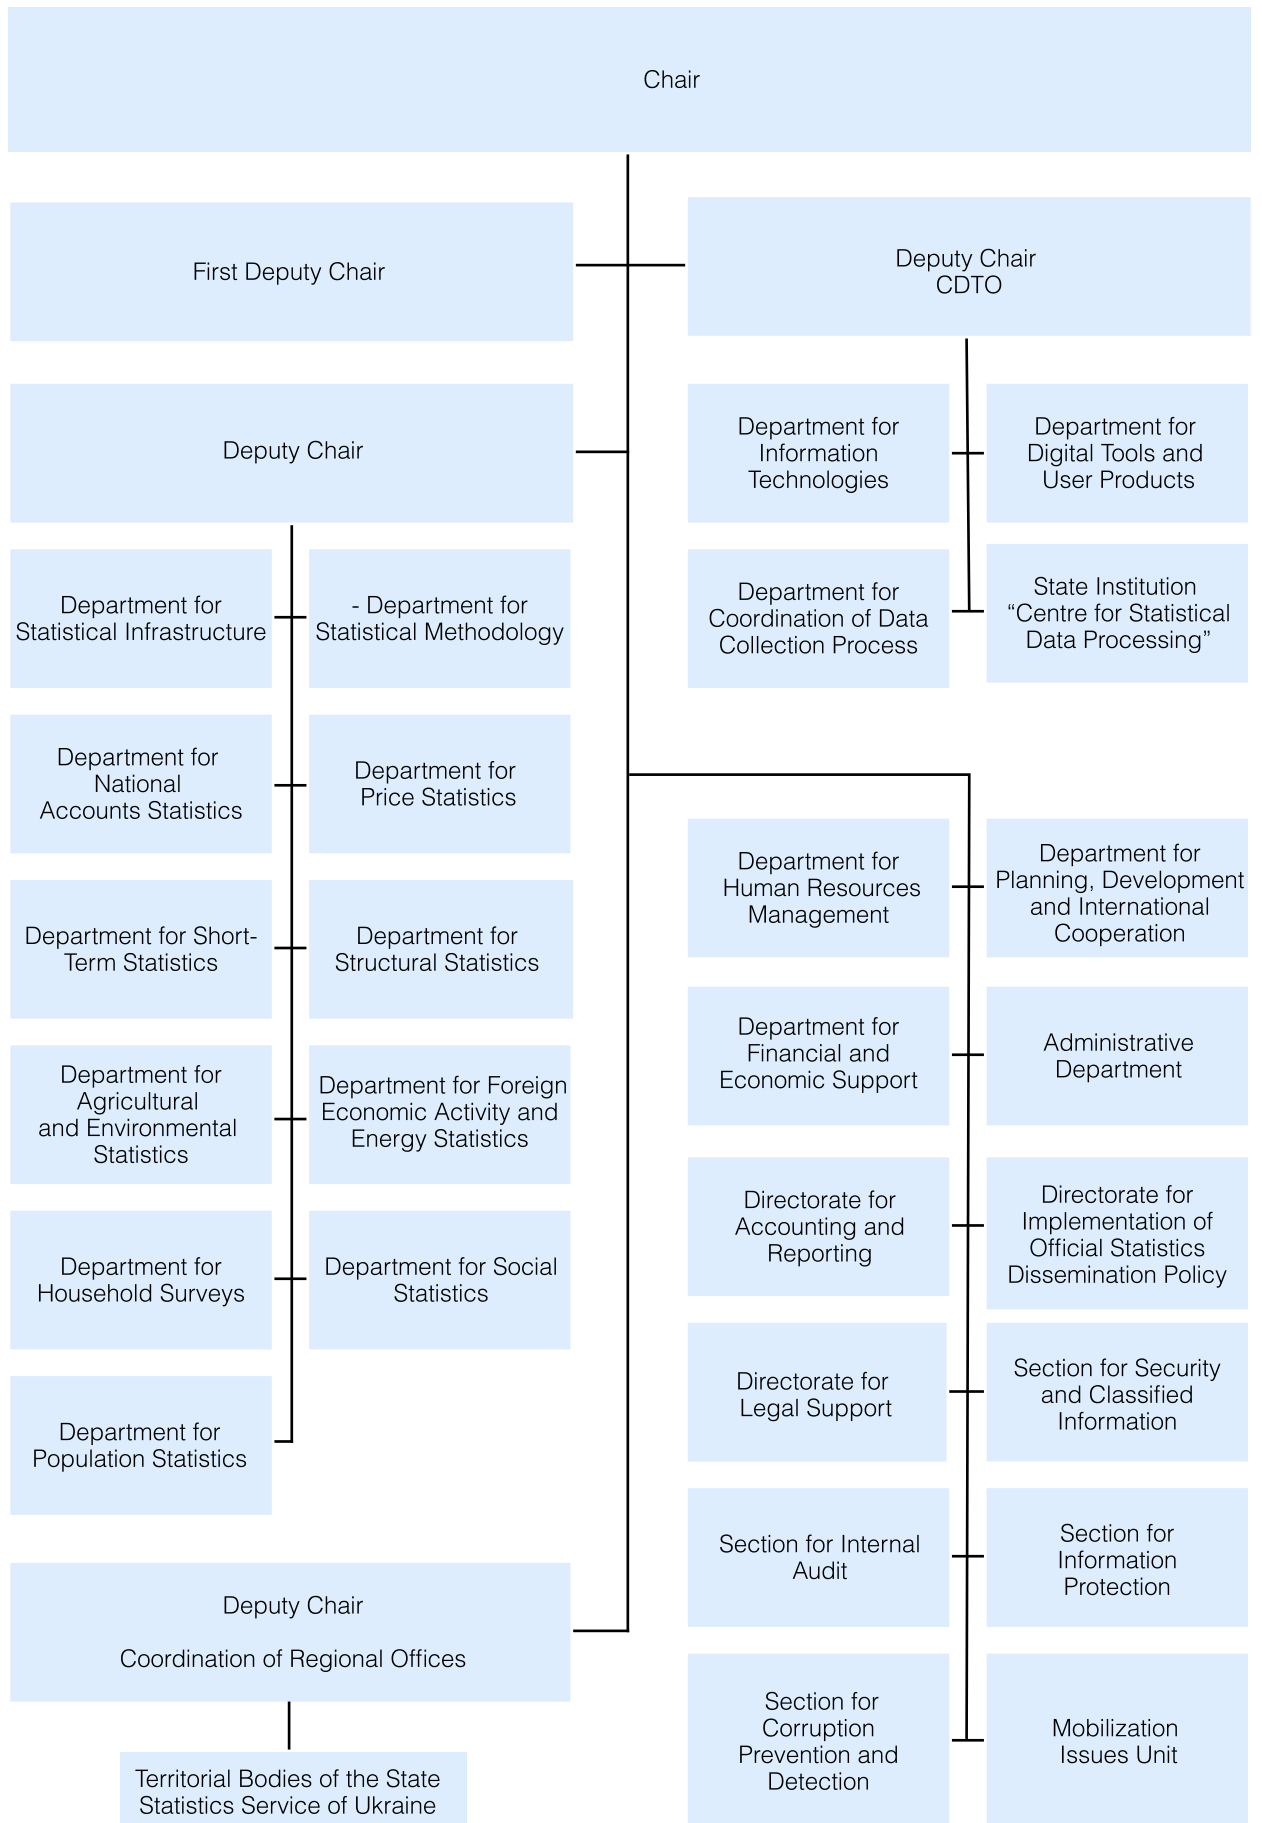 Chair
First Deputy Chair
Deputy Chair
CDTO
Deputy Chair
Department for
Information
Technologies
Department for
Digital Tools and
User Products
Department for
Coordination of Data
Collection Process
State Institution
“Centre for Statistical
Data Processing”
Department for
Statistical Infrastructure
- Department for
Statistical Methodology
Department for
National
Accounts Statistics
Department for
Price Statistics
Department for Short-
Term Statistics
Department for
Structural Statistics
Department for
Agricultural
and Environmental
Statistics
Department for Foreign
Economic Activity and
Energy Statistics
Department for
Household Surveys
Department for Social
Statistics
Department for
Population Statistics
Department for
Human Resources
Management
Department for
Planning, Development
and International
Cooperation
Department for
Financial and
Economic Support
Administrative
Department
Directorate for
Accounting and
Reporting
Directorate for
Implementation of
Official Statistics
Dissemination Policy
Directorate for
Legal Support
Section for Security
and Classified
Information
Section for Internal
Audit
Section for
Information
Protection
Section for
Corruption
Prevention and
Detection
Mobilization
Issues Unit
Deputy Chair
Coordination of Regional Offices
Territorial Bodies of the State
Statistics Service of Ukraine